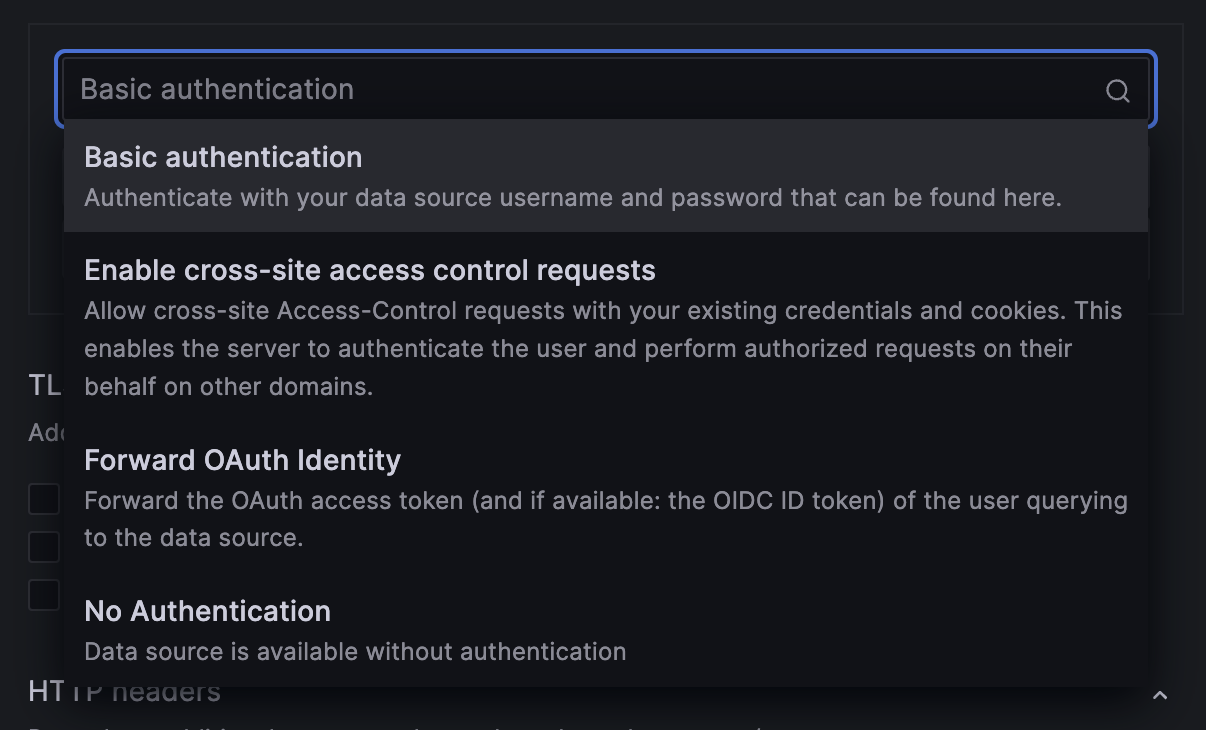 Basic authentication
Basic authentication
Authenticate with your data source username and password that can be found here.
Enable cross-site access control requests
Allow cross-site Access-Control requests with your existing credentials and cookies. This
enables the server to authenticate the user and perform authorized requests on their
behalf on other domains.
TL
Forward OAuth Identity
Forward the OAuth access token (and if available: the OIDC ID token) of the user querying
to the data source.
No Authentication
Data source is available without authentication
HTTP headers